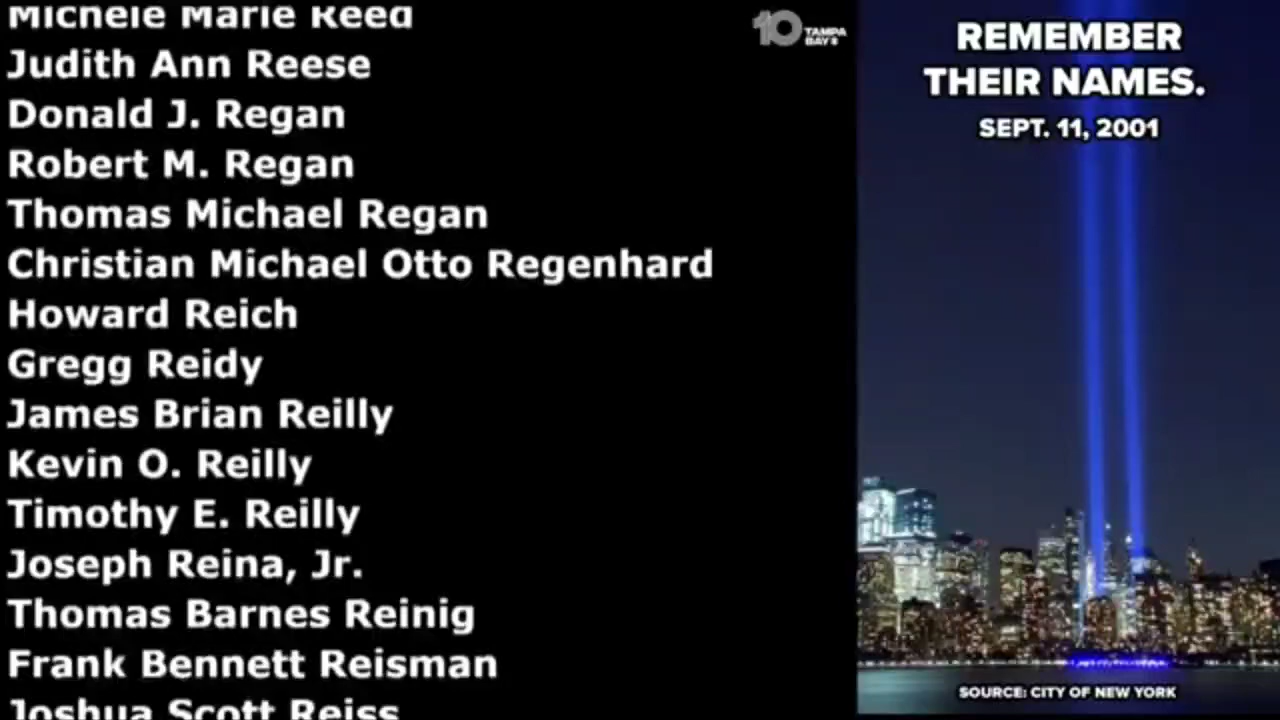 Michele Marie Reed
Judith Ann Reese
Donald J. Regan
Robert M. Regan
Thomas Michael Regan
Christian Michael Otto Regenhard
Howard Reich
Gregg Reidy
James Brian Reilly
Kevin O. Reilly
Timothy E. Reilly
Joseph Reina, Jr.
Thomas Barnes Reinig
Frank Bennett Reisman
Joshua Scott Reiss
10 TAMPA
BAY
REMEMBER
THEIR NAMES.
SEPT. 11, 2001
SOURCE: CITY OF NEW YORK